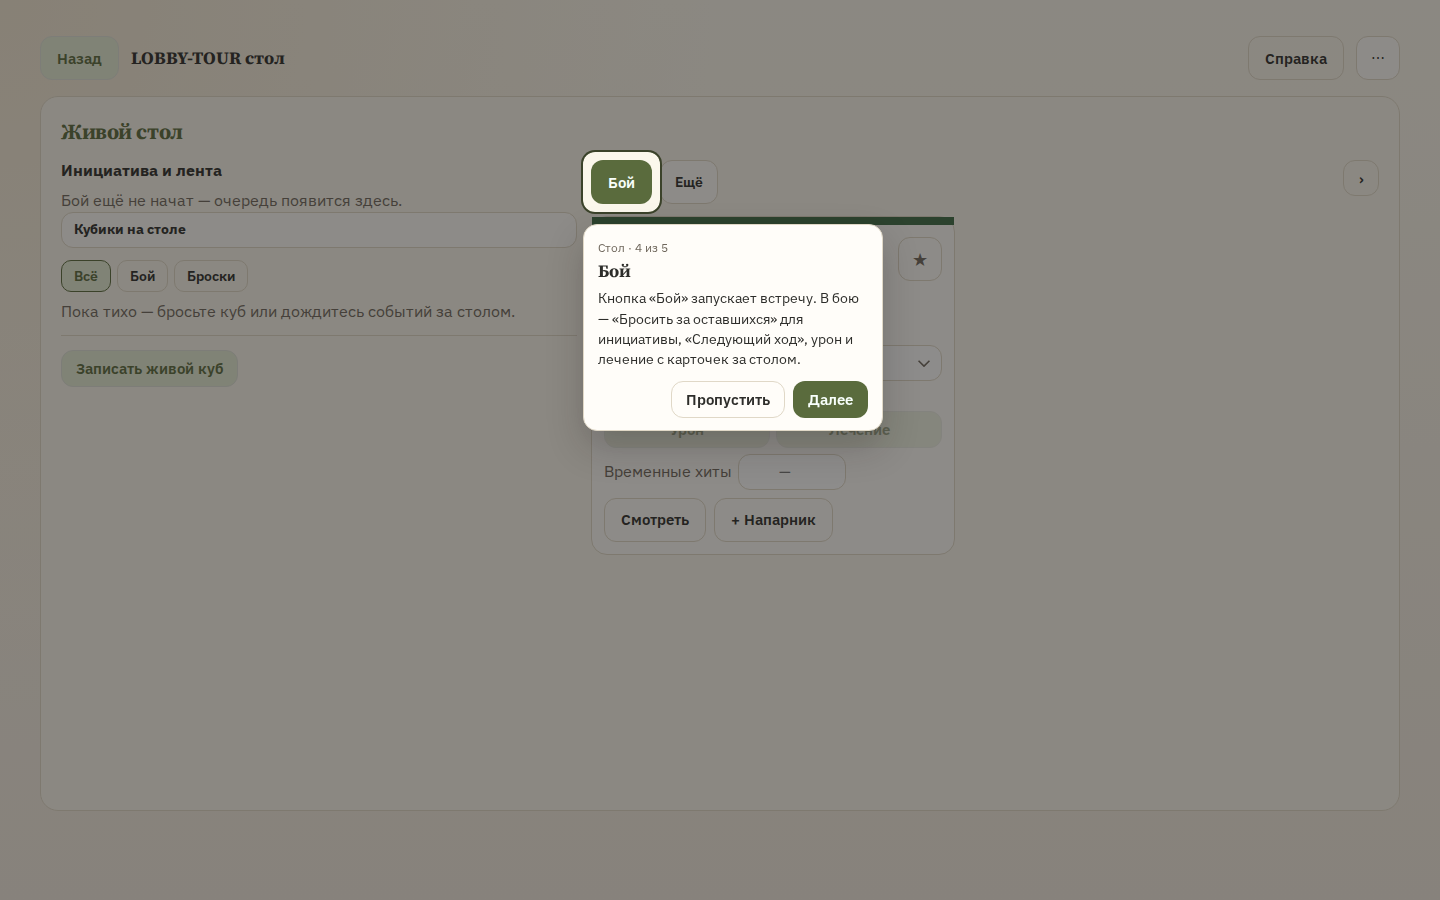 Назад
LOBBY-TOUR стол
Справка
···
Живой стол
Инициатива и лента
Бой ещё не начат — очередь появится здесь.
Кубики на столе
Всё
Бой
Броски
Пока тихо — бросьте куб или дождитесь событий за столом.
Записать живой куб
Бой
Ещё
›
Стол · 4 из 5
Бой
Кнопка «Бой» запускает встречу. В бою
— «Бросить за оставшихся» для
инициативы, «Следующий ход», урон и
лечение с карточек за столом.
Пропустить
Далее
★
Урон
Лечение
Временные хиты
—
Смотреть
+ Напарник